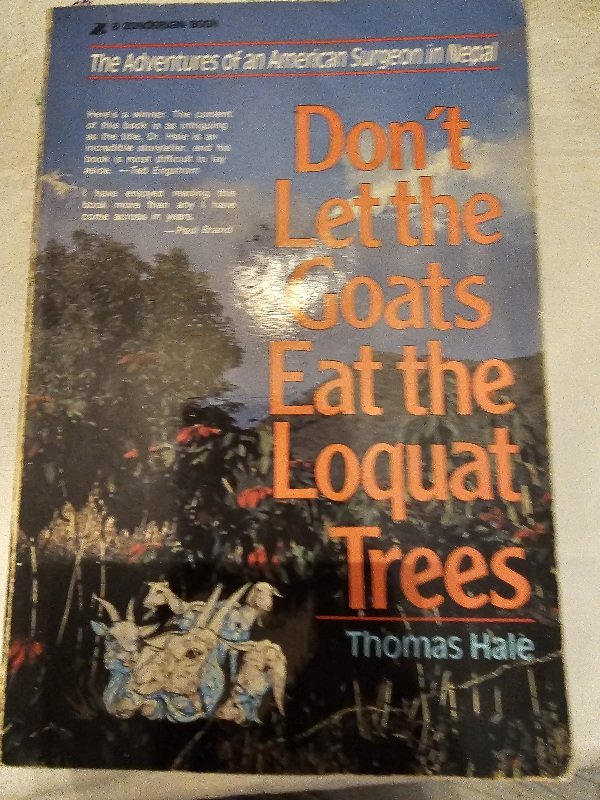 A ZONDERVAN BOOK
The Adventures of an American Surgeon in Nepal
Here's a winner. The content
of this book is as intriguing
as the title. Dr. Hale is an
incredible storyteller, and his
book is most difficult to lay
aside. —Ted Engstrom
I have enjoyed reading this
book more than any I have
come across in years.
—Paul Brand
Don't
Let the
Goats
Eat the
Loquat
Trees
Thomas Hale